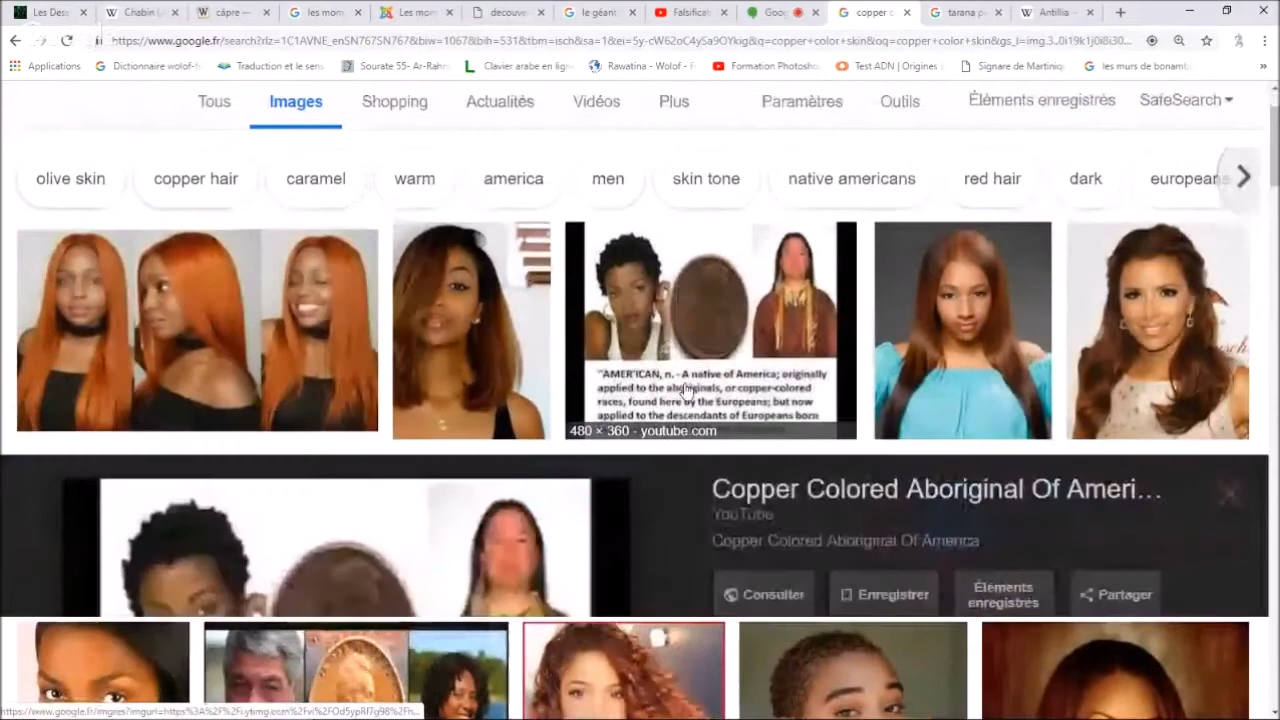 Les Des
Chabin
câpre —
les mom
Les mom
decouve
le géant
Falsificat
Goog
copper c
tarana p
Antillia –
https://www.google.fr/search?rlz=1C1AVNE_enSN767SN767&biw=1067&bih=531&tbm=isch&sa=1&ei=5y-cW62oC4ySa9OYkig&q=copper+color+skin&oq=copper+color+skin&gs_l=img.3..0i19k1j0i8i30...
Applications
Dictionnaire wolof-f
Traduction et le sens
Sourate 55- Ar-Rahm
Clavier arabe en lign
Rawatina - Wolof - F
Formation Photosho
Test ADN | Origines
Signare de Martiniq
les murs de bonamb
»
Tous
Images
Shopping
Actualités
Vidéos
Plus
Paramètres
Outils
Éléments enregistrés
SafeSearch
olive skin
copper hair
caramel
warm
america
men
skin tone
native americans
red hair
dark
europeans
"AMER'ICAN, n. - A native of America; originally
applied to the aboriginals, or copper-colored
races, found here by the Europeans; but now
applied to the descendants of Europeans born
480 × 360 - youtube.com
Copper Colored Aboriginal Of Ameri...
YouTube
Copper Colored Aboriginal Of America
Consulter
Enregistrer
Éléments
enregistrés
Partager